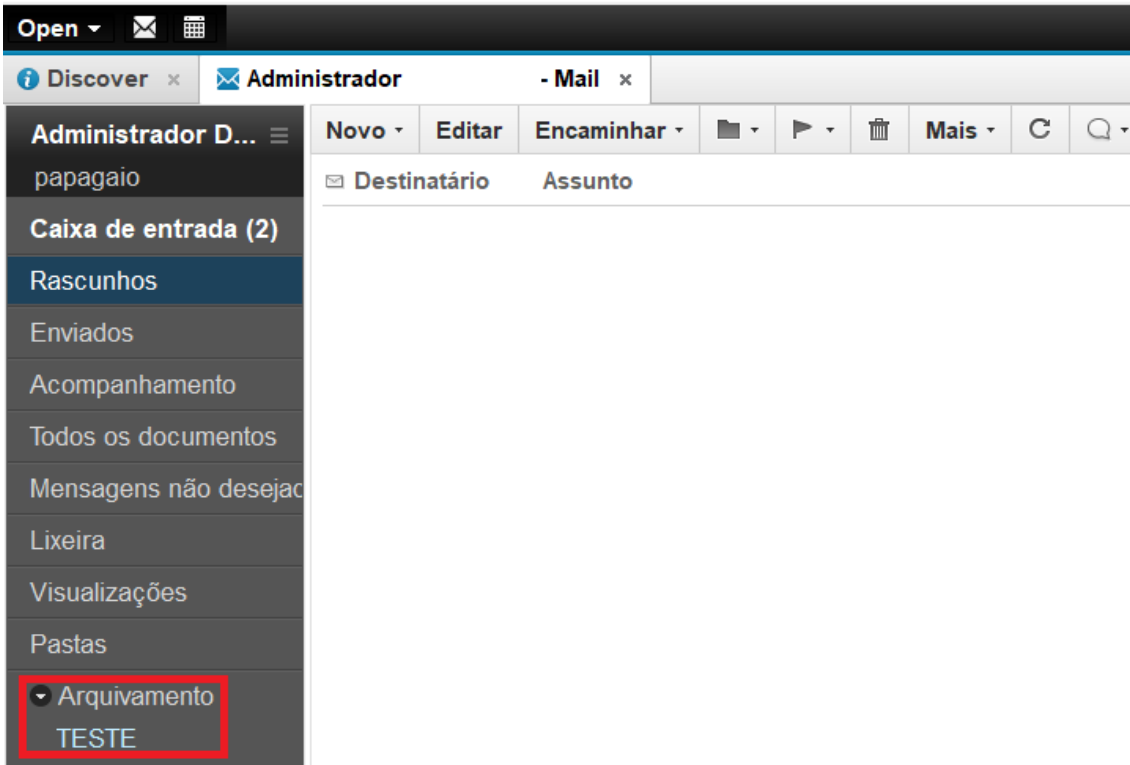 Open
Discover × Administrador - Mail ×
Administrador D...
papagaio
Novo Editar Encaminhar Mais
Destinatário Assunto
Caixa de entrada (2)
Rascunhos
Enviados
Acompanhamento
Todos os documentos
Mensagens não desejad
Lixeira
Visualizações
Pastas
Arquivamento
TESTE